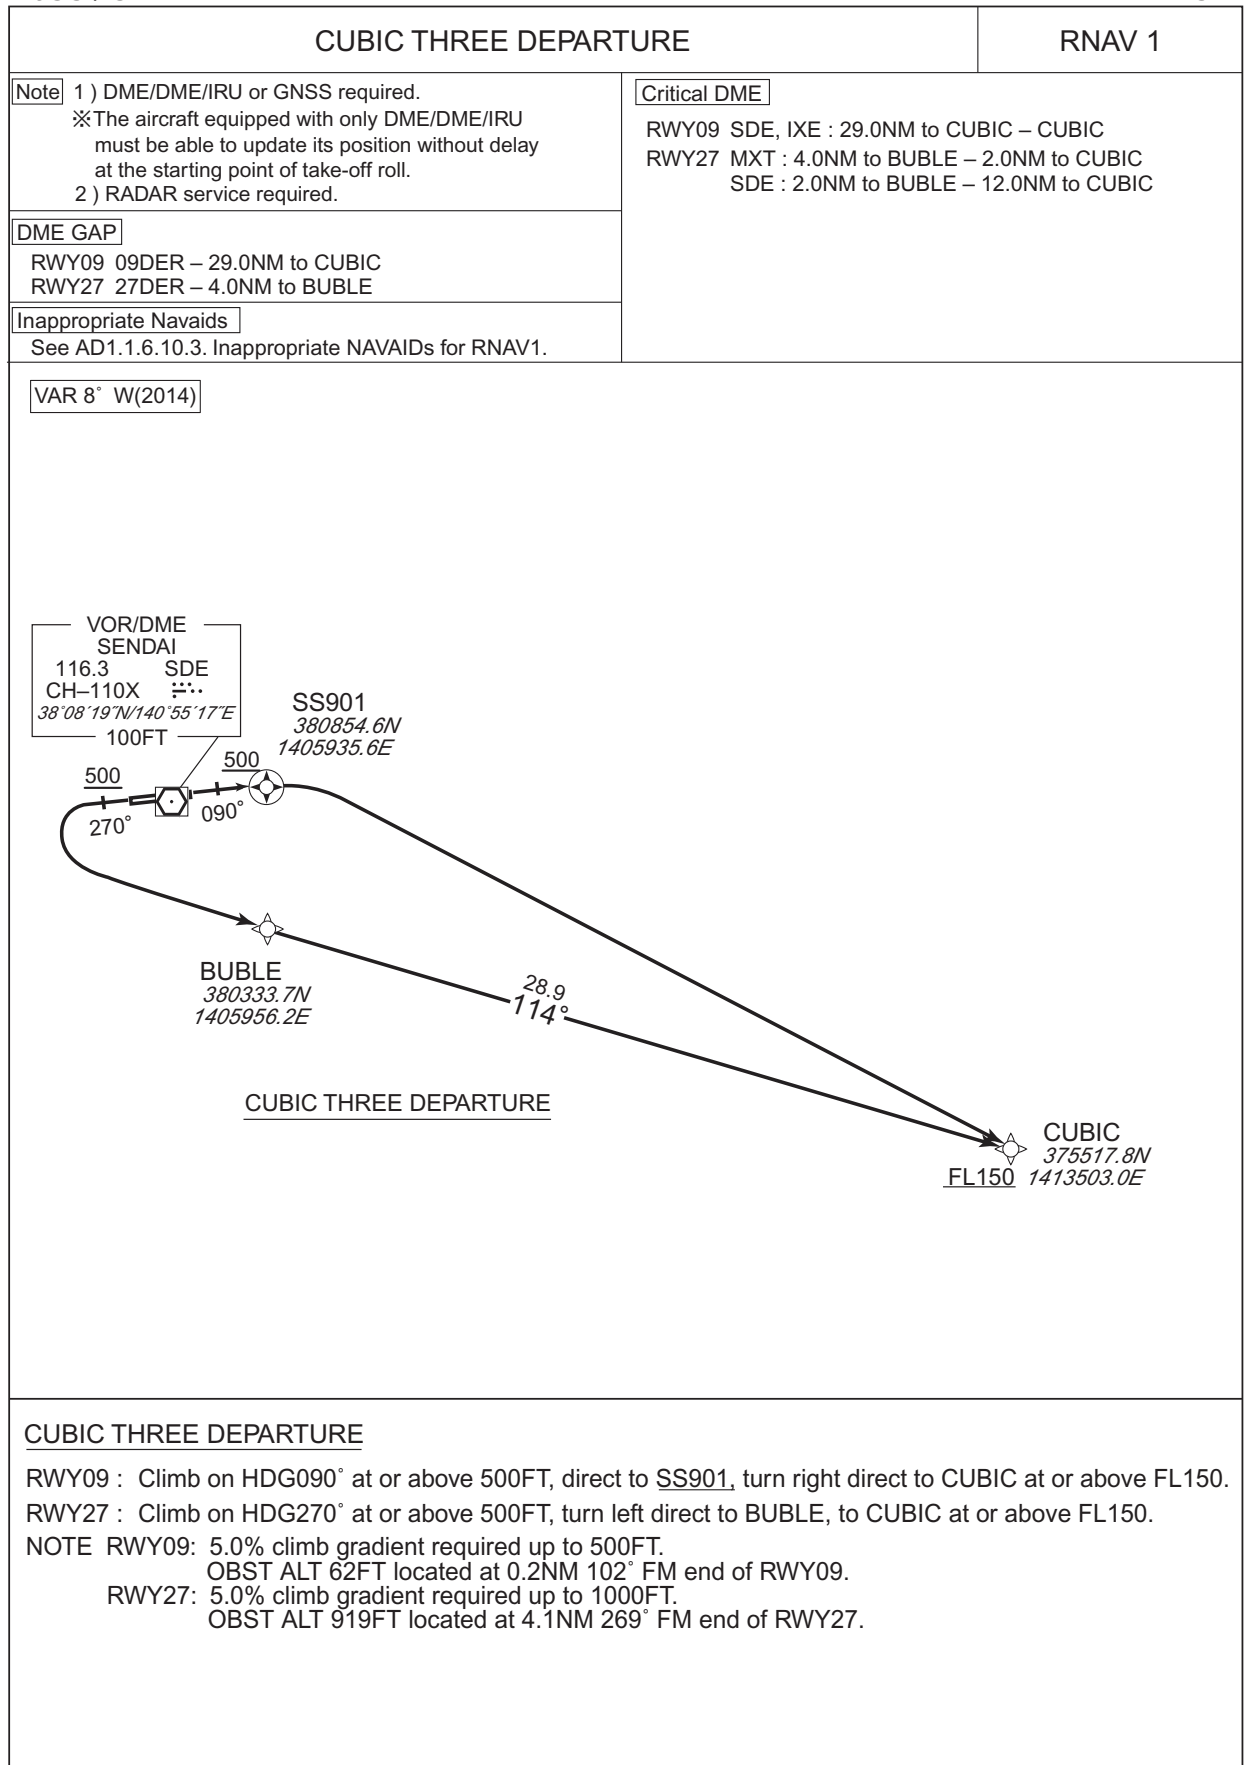 CUBIC THREE DEPARTURE
RNAV 1
Note 1 ) DME/DME/IRU or GNSS required.
※The aircraft equipped with only DME/DME/IRU
must be able to update its position without delay
at the starting point of take-off roll.
2 ) RADAR service required.
Critical DME
RWY09 SDE, IXE : 29.0NM to CUBIC – CUBIC
RWY27 MXT : 4.0NM to BUBLE – 2.0NM to CUBIC
SDE : 2.0NM to BUBLE – 12.0NM to CUBIC
DME GAP
RWY09 09DER – 29.0NM to CUBIC
RWY27 27DER – 4.0NM to BUBLE
Inappropriate Navaids
See AD1.1.6.10.3. Inappropriate NAVAIDs for RNAV1.
VAR 8° W(2014)
VOR/DME
SENDAI
116.3 SDE
CH–110X
38°08′19″N/140°55′17″E
100FT
SS901
380854.6N
1405935.6E
500
500
090°
270°
BUBLE
380333.7N
1405956.2E
28.9
114°
CUBIC THREE DEPARTURE
CUBIC
375517.8N
FL150 1413503.0E
CUBIC THREE DEPARTURE
RWY09 : Climb on HDG090° at or above 500FT, direct to SS901, turn right direct to CUBIC at or above FL150.
RWY27 : Climb on HDG270° at or above 500FT, turn left direct to BUBLE, to CUBIC at or above FL150.
NOTE RWY09: 5.0% climb gradient required up to 500FT.
OBST ALT 62FT located at 0.2NM 102° FM end of RWY09.
RWY27: 5.0% climb gradient required up to 1000FT.
OBST ALT 919FT located at 4.1NM 269° FM end of RWY27.